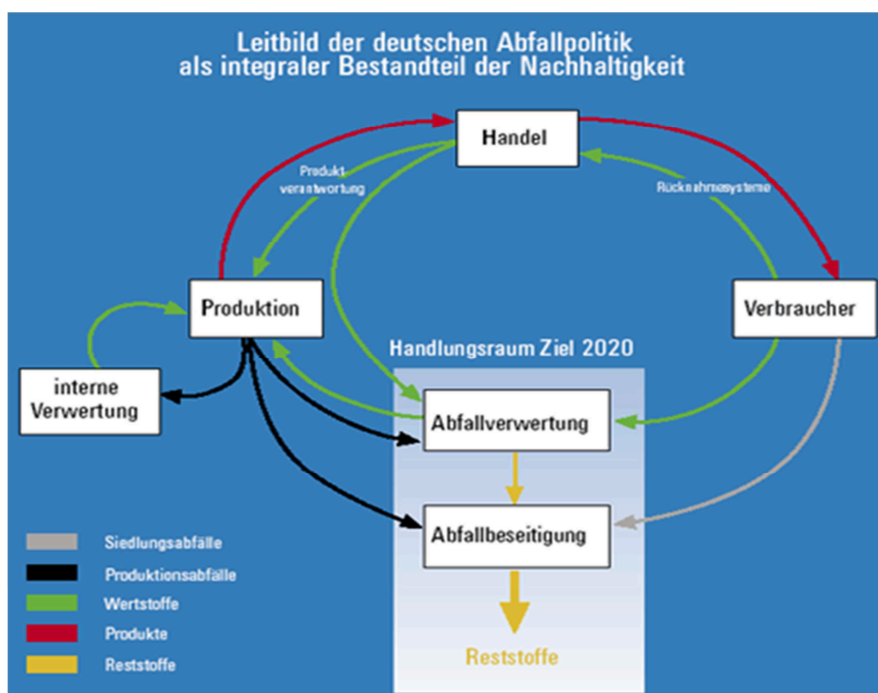 Leitbild der deutschen Abfallpolitik
als integraler Bestandteil der Nachhaltigkeit
Handel
Produkt
verantwortung
Rücknahmesysteme
Produktion
Verbraucher
Handlungsraum Ziel 2020
interne
Verwertung
Abfallverwertung
Abfallbeseitigung
Siedlungsabfälle
Produktionsabfälle
Wertstoffe
Produkte
Reststoffe
Reststoffe